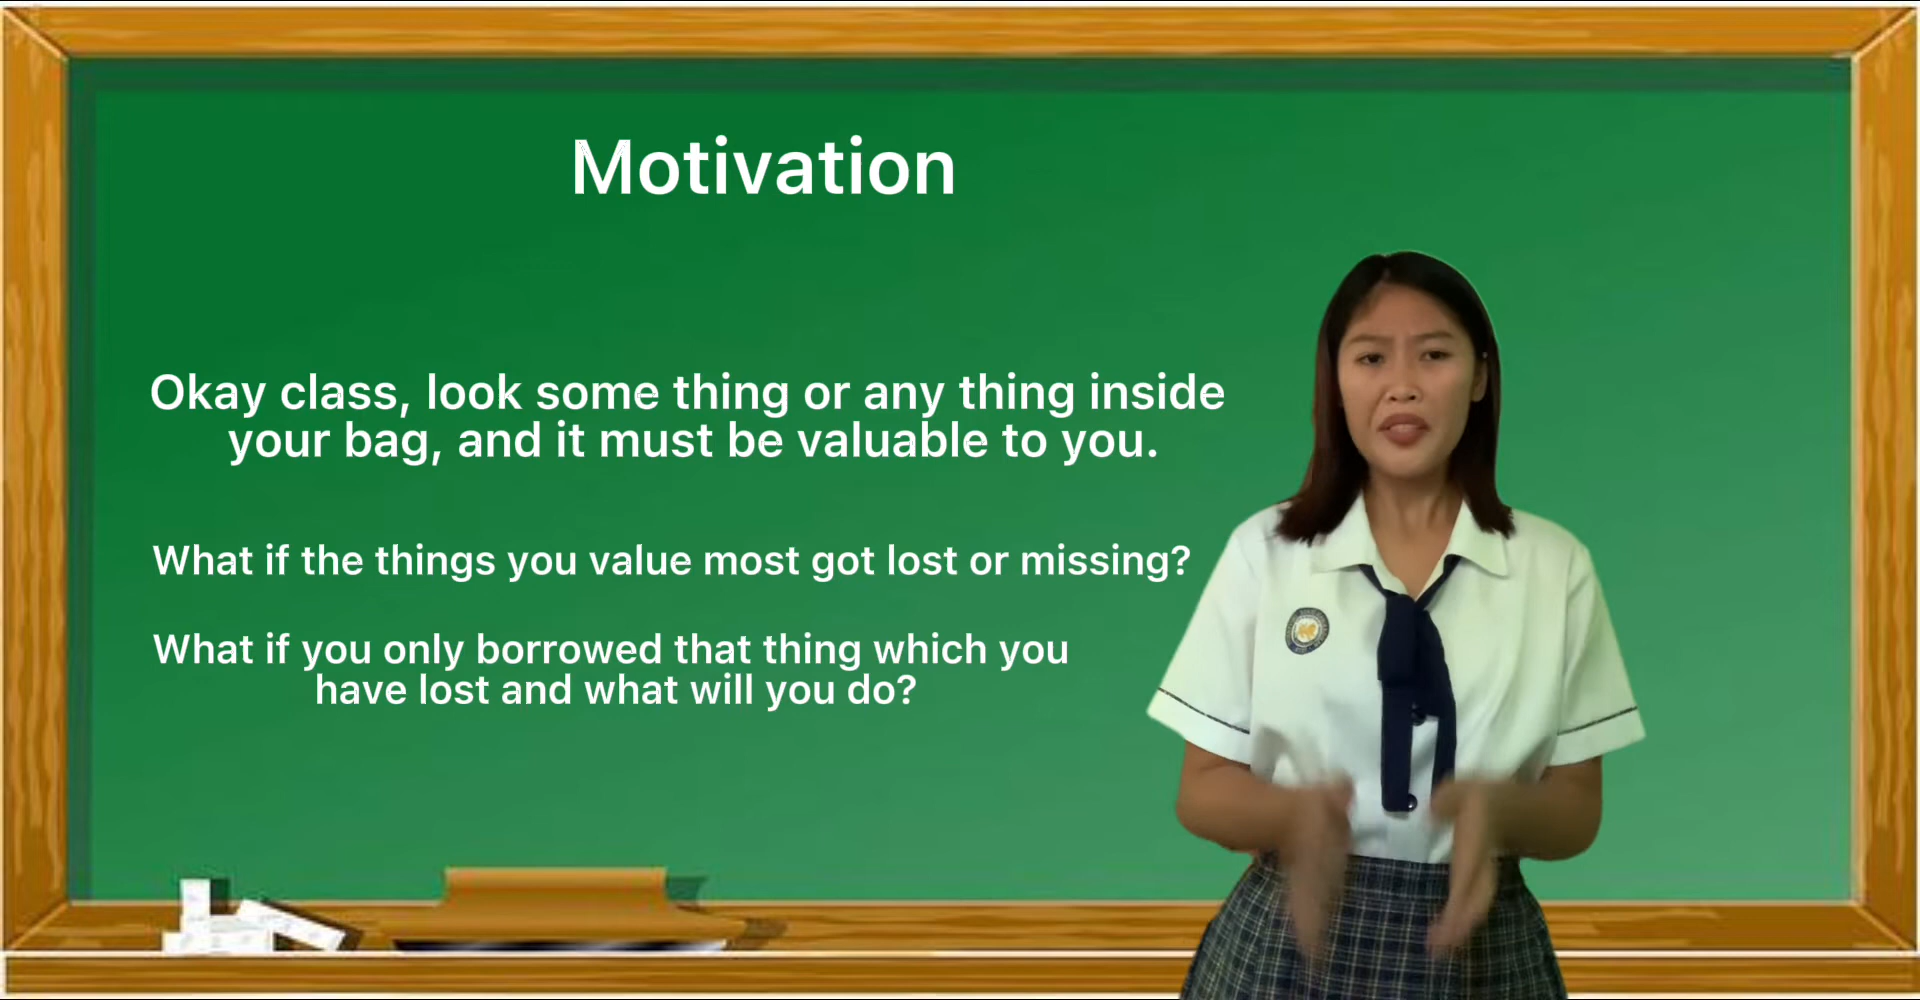 Motivation
Okay class, look some thing or any thing inside
your bag, and it must be valuable to you.
What if the things you value most got lost or missing?
What if you only borrowed that thing which you
have lost and what will you do?